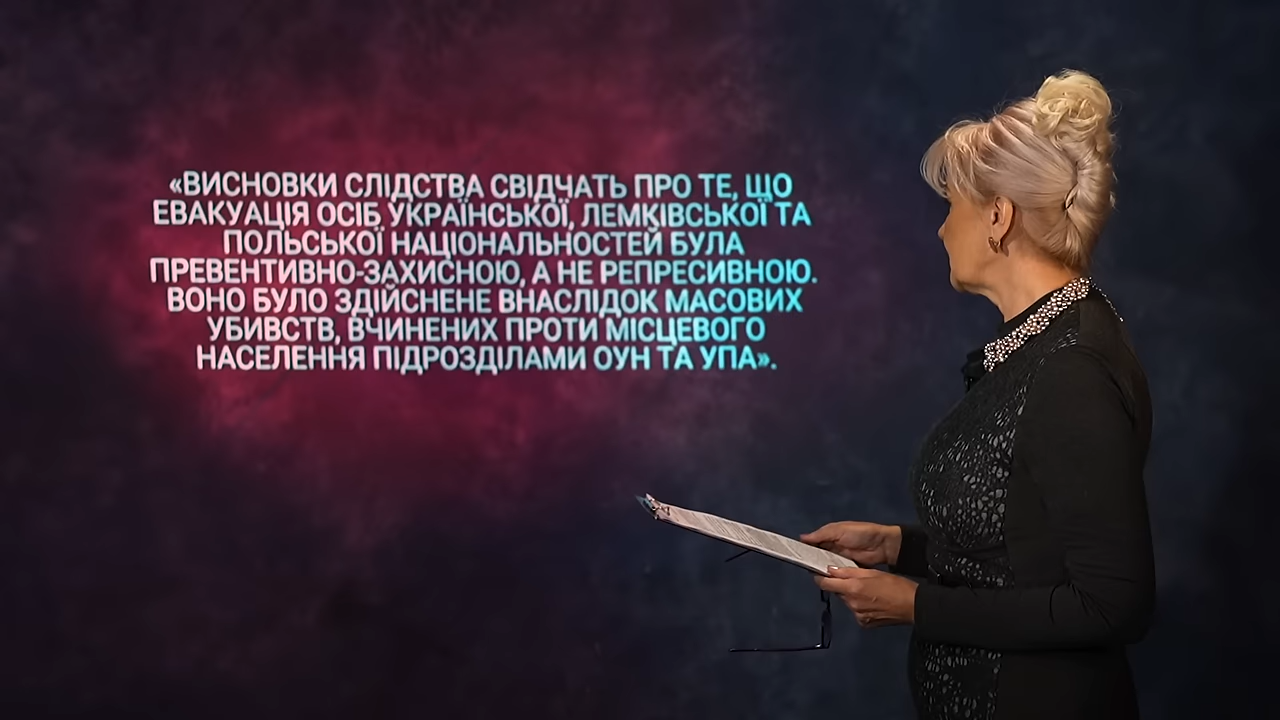 «ВИСНОВКИ СЛІДСТВА СВІДЧАТЬ ПРО ТЕ, ЩО
ЕВАКУАЦІЯ ОСІБ УКРАЇНСЬКОЇ, ЛЕМКІВСЬКОЇ ТА
ПОЛЬСЬКОЇ НАЦІОНАЛЬНОСТЕЙ БУЛА
ПРЕВЕНТИВНО-ЗАХИСНОЮ, А НЕ РЕПРЕСИВНОЮ.
ВОНО БУЛО ЗДІЙСНЕНЕ ВНАСЛІДОК МАСОВИХ
УБИВСТВ, ВЧИНЕНИХ ПРОТИ МІСЦЕВОГО
НАСЕЛЕННЯ ПІДРОЗДІЛАМИ ОУН ТА УПА».